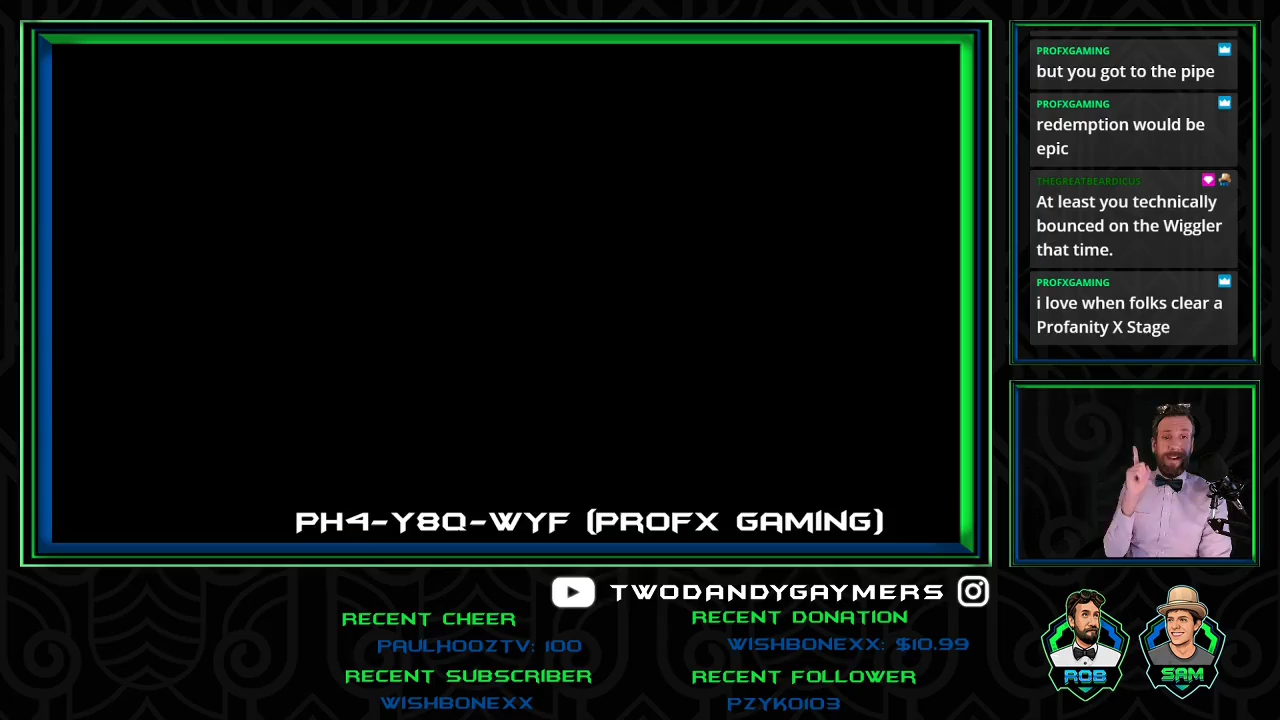 PROFXGAMING
but you got to the pipe
PROFXGAMING
redemption would be
epic
THEGREATBEARDICUS
At least you technically
bounced on the Wiggler
that time.
PROFXGAMING
i love when folks clear a
Profanity X Stage
PH4-Y8Q-WYF (PROFX GAMING)
TWODANDYGAYMERS
RECENT CHEER
PAULHOOZTV: 100
RECENT DONATION
WISHBONEXX: $10.99
RECENT SUBSCRIBER
WISHBONEXX
RECENT FOLLOWER
PZYKO103
ROB
SAM